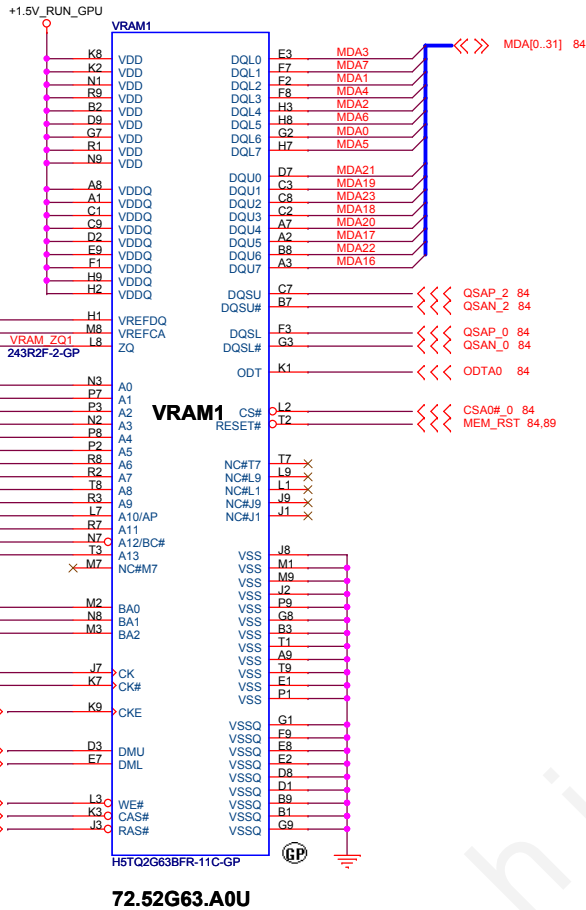 +1.5V_RUN_GPU
VRAM1
MDA[0..31] 84
K8 VDD DQL0 E3 MDA3
K2 VDD DQL1 F7 MDA7
N1 VDD DQL2 F2 MDA1
R9 VDD DQL3 F8 MDA4
B2 VDD DQL4 H3 MDA2
D9 VDD DQL5 H8 MDA6
G7 VDD DQL6 G2 MDA0
R1 VDD DQL7 H7 MDA5
N9 VDD
DQU0 D7 MDA21
A8 VDDQ DQU1 C3 MDA19
A1 VDDQ DQU2 C8 MDA23
C1 VDDQ DQU3 C2 MDA18
C9 VDDQ DQU4 A7 MDA20
D2 VDDQ DQU5 A2 MDA17
E9 VDDQ DQU6 B8 MDA22
F1 VDDQ DQU7 A3 MDA16
H9 VDDQ
H2 VDDQ DQSU C7 QSAP_2 84
DQSU# B7 QSAN_2 84
H1 VREFDQ
M8 VREFCA DQSL F3 QSAP_0 84
VRAM_ZQ1 L8 ZQ DQSL# G3 QSAN_0 84
243R2F-2-GP
ODT K1 ODTA0 84
N3 A0
P7 A1
P3 A2 VRAM1 CS# L2 CSA0#_0 84
N2 A3 RESET# T2 MEM_RST 84,89
P8 A4
P2 A5
R8 A6 NC#T7 T7
R2 A7 NC#L9 L9
T8 A8 NC#L1 L1
R3 A9 NC#J9 J9
L7 A10/AP NC#J1 J1
R7 A11
N7 A12/BC#
T3 A13 VSS J8
M7 NC#M7 VSS M1
VSS M9
VSS J2
M2 BA0 VSS P9
N8 BA1 VSS G8
M3 BA2 VSS B3
VSS T1
VSS A9
J7 CK VSS T9
K7 CK# VSS E1
VSS P1
K9 CKE
VSSQ G1
VSSQ F9
D3 DMU VSSQ E8
E7 DML VSSQ E2
VSSQ D8
VSSQ D1
L3 WE# VSSQ B9
K3 CAS# VSSQ B1
J3 RAS# VSSQ G9
H5TQ2G63BFR-11C-GP
GP
72.52G63.A0U